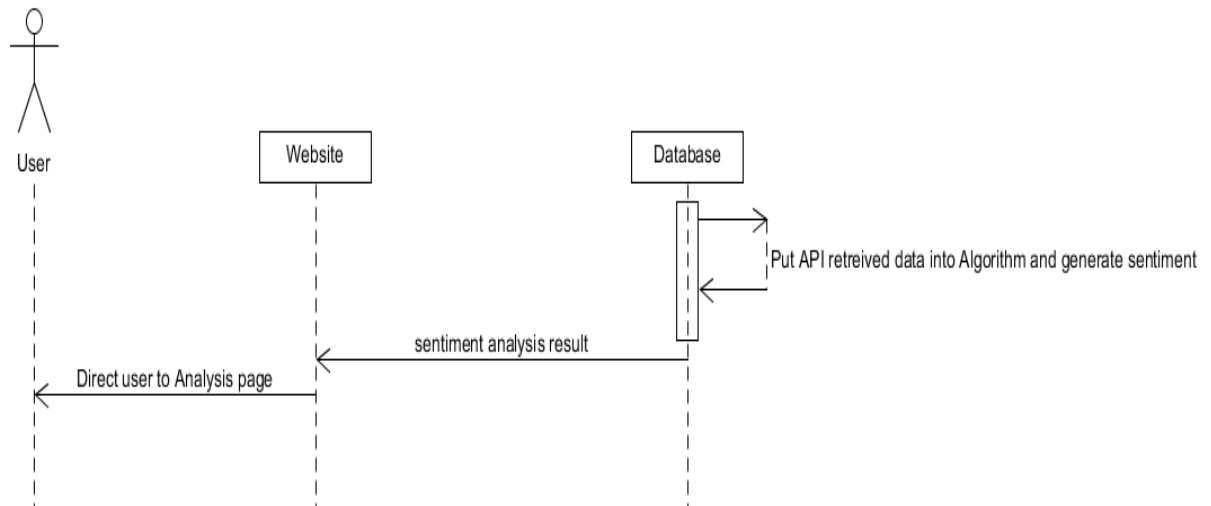 User
Website
Database
Put API retreived data into Algorithm and generate sentiment
sentiment analysis result
Direct user to Analysis page